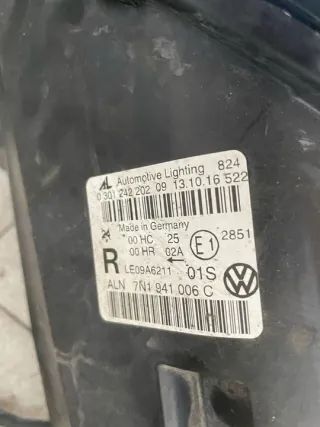 AL Automotive Lighting 824
0 301 242 202 09 13.10.16 522
Made in Germany
00 HC 25 E1 2851
00 HR 02A
R LE09A6211 01S
ALN 7N1 941 006 C